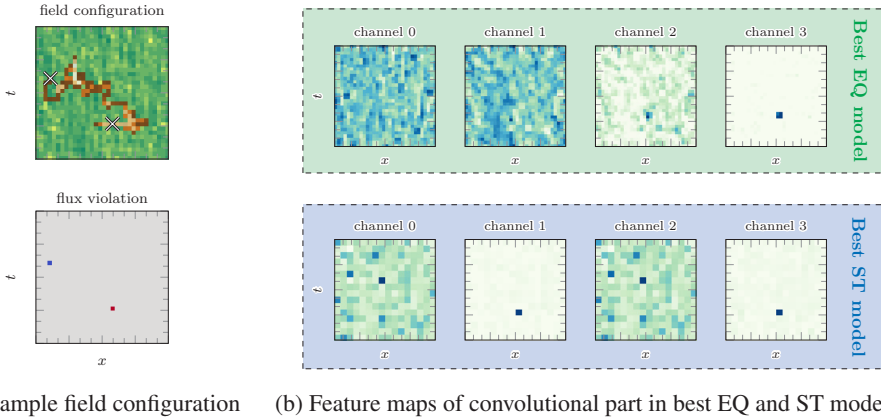 field configuration
t
flux violation
t
x
channel 0
channel 1
channel 2
channel 3
t
x
x
x
x
Best EQ model
channel 0
channel 1
channel 2
channel 3
t
x
x
x
x
Best ST model
ample field configuration
(b) Feature maps of convolutional part in best EQ and ST mode